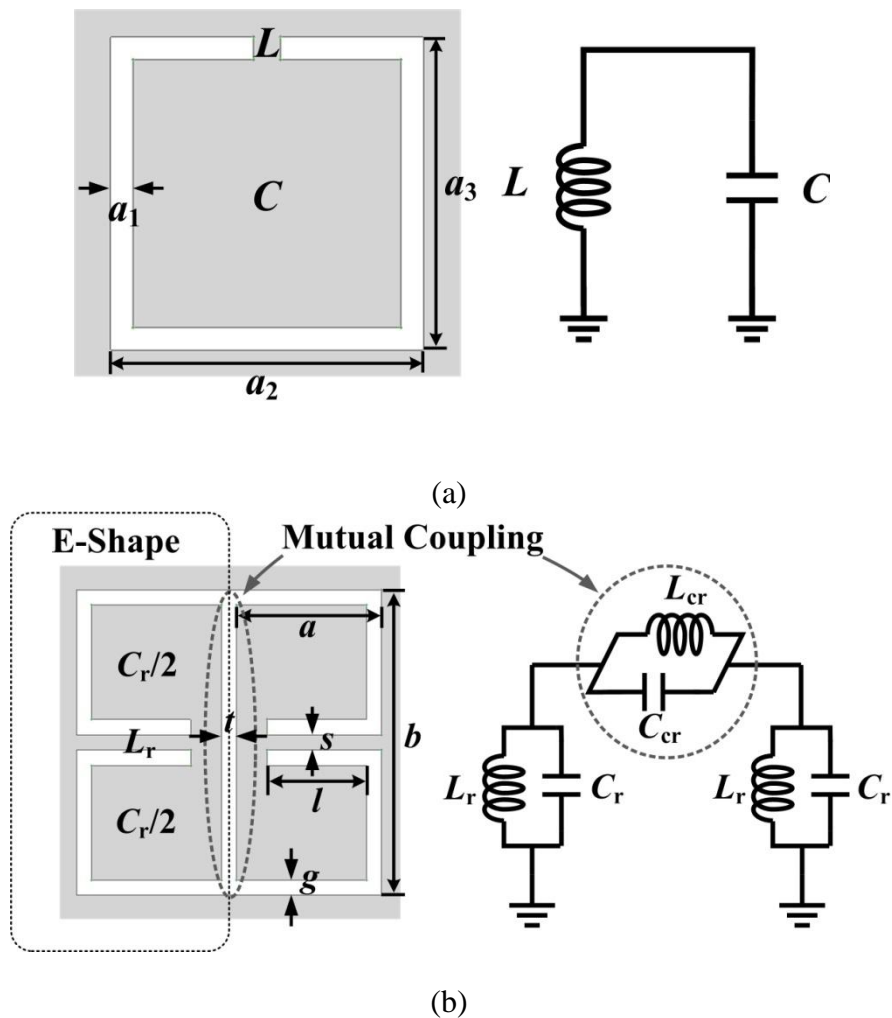 L
C
a1
a2
a3
L
C
(a)
E-Shape
Mutual Coupling
Cr/2
Lr
Cr/2
a
t
s
l
b
g
Lcr
Ccr
Lr
Cr
Lr
Cr
(b)